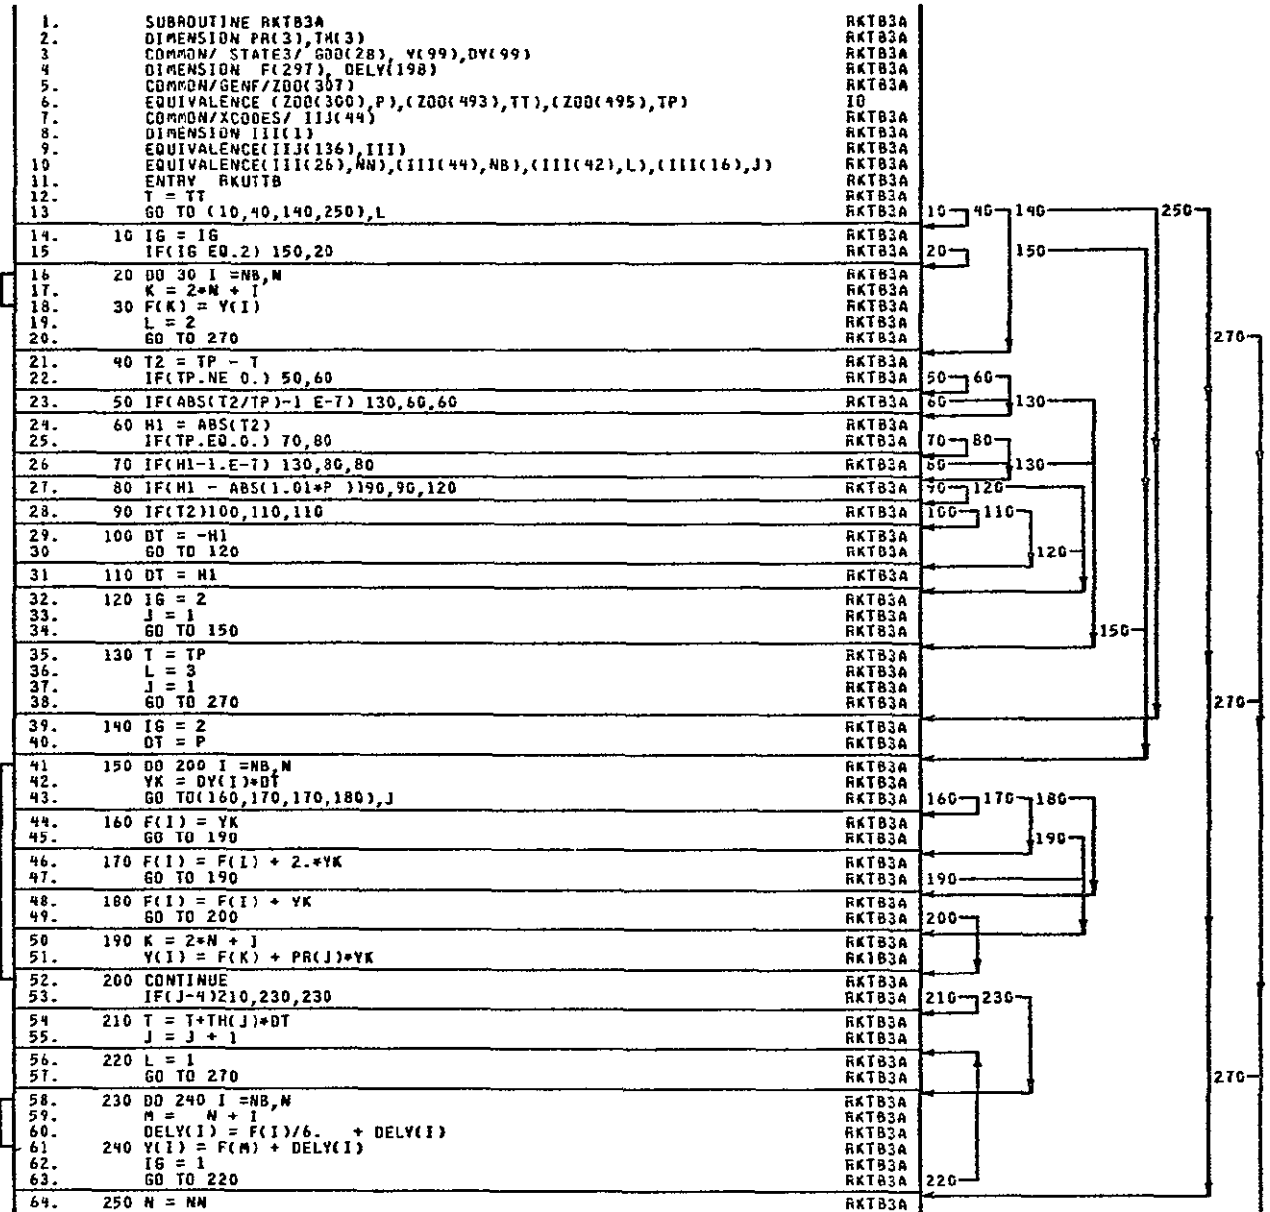 1. SUBROUTINE RKTB3A RKTB3A
2. DIMENSION PR(3),TH(3) RKTB3A
3 COMMON/ STATE3/ GOO(28), Y(99),DY(99) RKTB3A
4 DIMENSION F(297), DELY(198) RKTB3A
5. COMMON/GENF/ZOO(307) RKTB3A
6. EQUIVALENCE (ZOO(300),P),(ZOO(493),TT),(ZOO(495),TP) IO
7. COMMON/XCODES/ IIJ(44) RKTB3A
8. DIMENSION III(1) RKTB3A
9. EQUIVALENCE(IIJ(136),III) RKTB3A
10 EQUIVALENCE(III(26),NN),(III(44),NB),(III(42),L),(III(16),J) RKTB3A
11. ENTRY RKUTTB RKTB3A
12. T = TT RKTB3A
13 GO TO (10,40,140,250),L RKTB3A 10 40 140 250
14. 10 IG = IG RKTB3A
15 IF(IG EQ.2) 150,20 RKTB3A 20 150
16 20 DO 30 I =NB,N RKTB3A
17. K = 2*N + I RKTB3A
18. 30 F(K) = Y(I) RKTB3A
19. L = 2 RKTB3A
20. GO TO 270 RKTB3A 270
21. 40 T2 = TP - T RKTB3A
22. IF(TP.NE 0.) 50,60 RKTB3A 50 60
23. 50 IF(ABS(T2/TP)-1 E-7) 130,60,60 RKTB3A 60 130
24. 60 H1 = ABS(T2) RKTB3A
25. IF(TP.EQ.0.) 70,80 RKTB3A 70 80
26 70 IF(H1-1.E-7) 130,80,80 RKTB3A 80 130
27. 80 IF(H1 - ABS(1.01*P ))90,90,120 RKTB3A 90 120
28. 90 IF(T2)100,110,110 RKTB3A 100 110
29. 100 DT = -H1 RKTB3A
30 GO TO 120 RKTB3A 120
31 110 DT = H1 RKTB3A
32. 120 IG = 2 RKTB3A
33. J = 1 RKTB3A
34. GO TO 150 RKTB3A 150
35. 130 T = TP RKTB3A
36. L = 3 RKTB3A
37. J = 1 RKTB3A
38. GO TO 270 RKTB3A 270
39. 140 IG = 2 RKTB3A
40. DT = P RKTB3A
41 150 DO 200 I =NB,N RKTB3A
42. YK = DY(I)*DT RKTB3A
43. GO TO(160,170,170,180),J RKTB3A 160 170 180
44. 160 F(I) = YK RKTB3A
45. GO TO 190 RKTB3A 190
46. 170 F(I) = F(I) + 2.*YK RKTB3A
47. GO TO 190 RKTB3A 190
48. 180 F(I) = F(I) + YK RKTB3A
49. GO TO 200 RKTB3A 200
50 190 K = 2*N + I RKTB3A
51. Y(I) = F(K) + PR(J)*YK RKTB3A
52. 200 CONTINUE RKTB3A
53. IF(J-4)210,230,230 RKTB3A 210 230
54 210 T = T+TH(J)*DT RKTB3A
55. J = J + 1 RKTB3A
56. 220 L = 1 RKTB3A
57. GO TO 270 RKTB3A 270
58. 230 DO 240 I =NB,N RKTB3A
59. M = N + I RKTB3A
60. DELY(I) = F(I)/6. + DELY(I) RKTB3A
61 240 Y(I) = F(M) + DELY(I) RKTB3A
62. IG = 1 RKTB3A
63. GO TO 220 RKTB3A 220
64. 250 N = NN RKTB3A